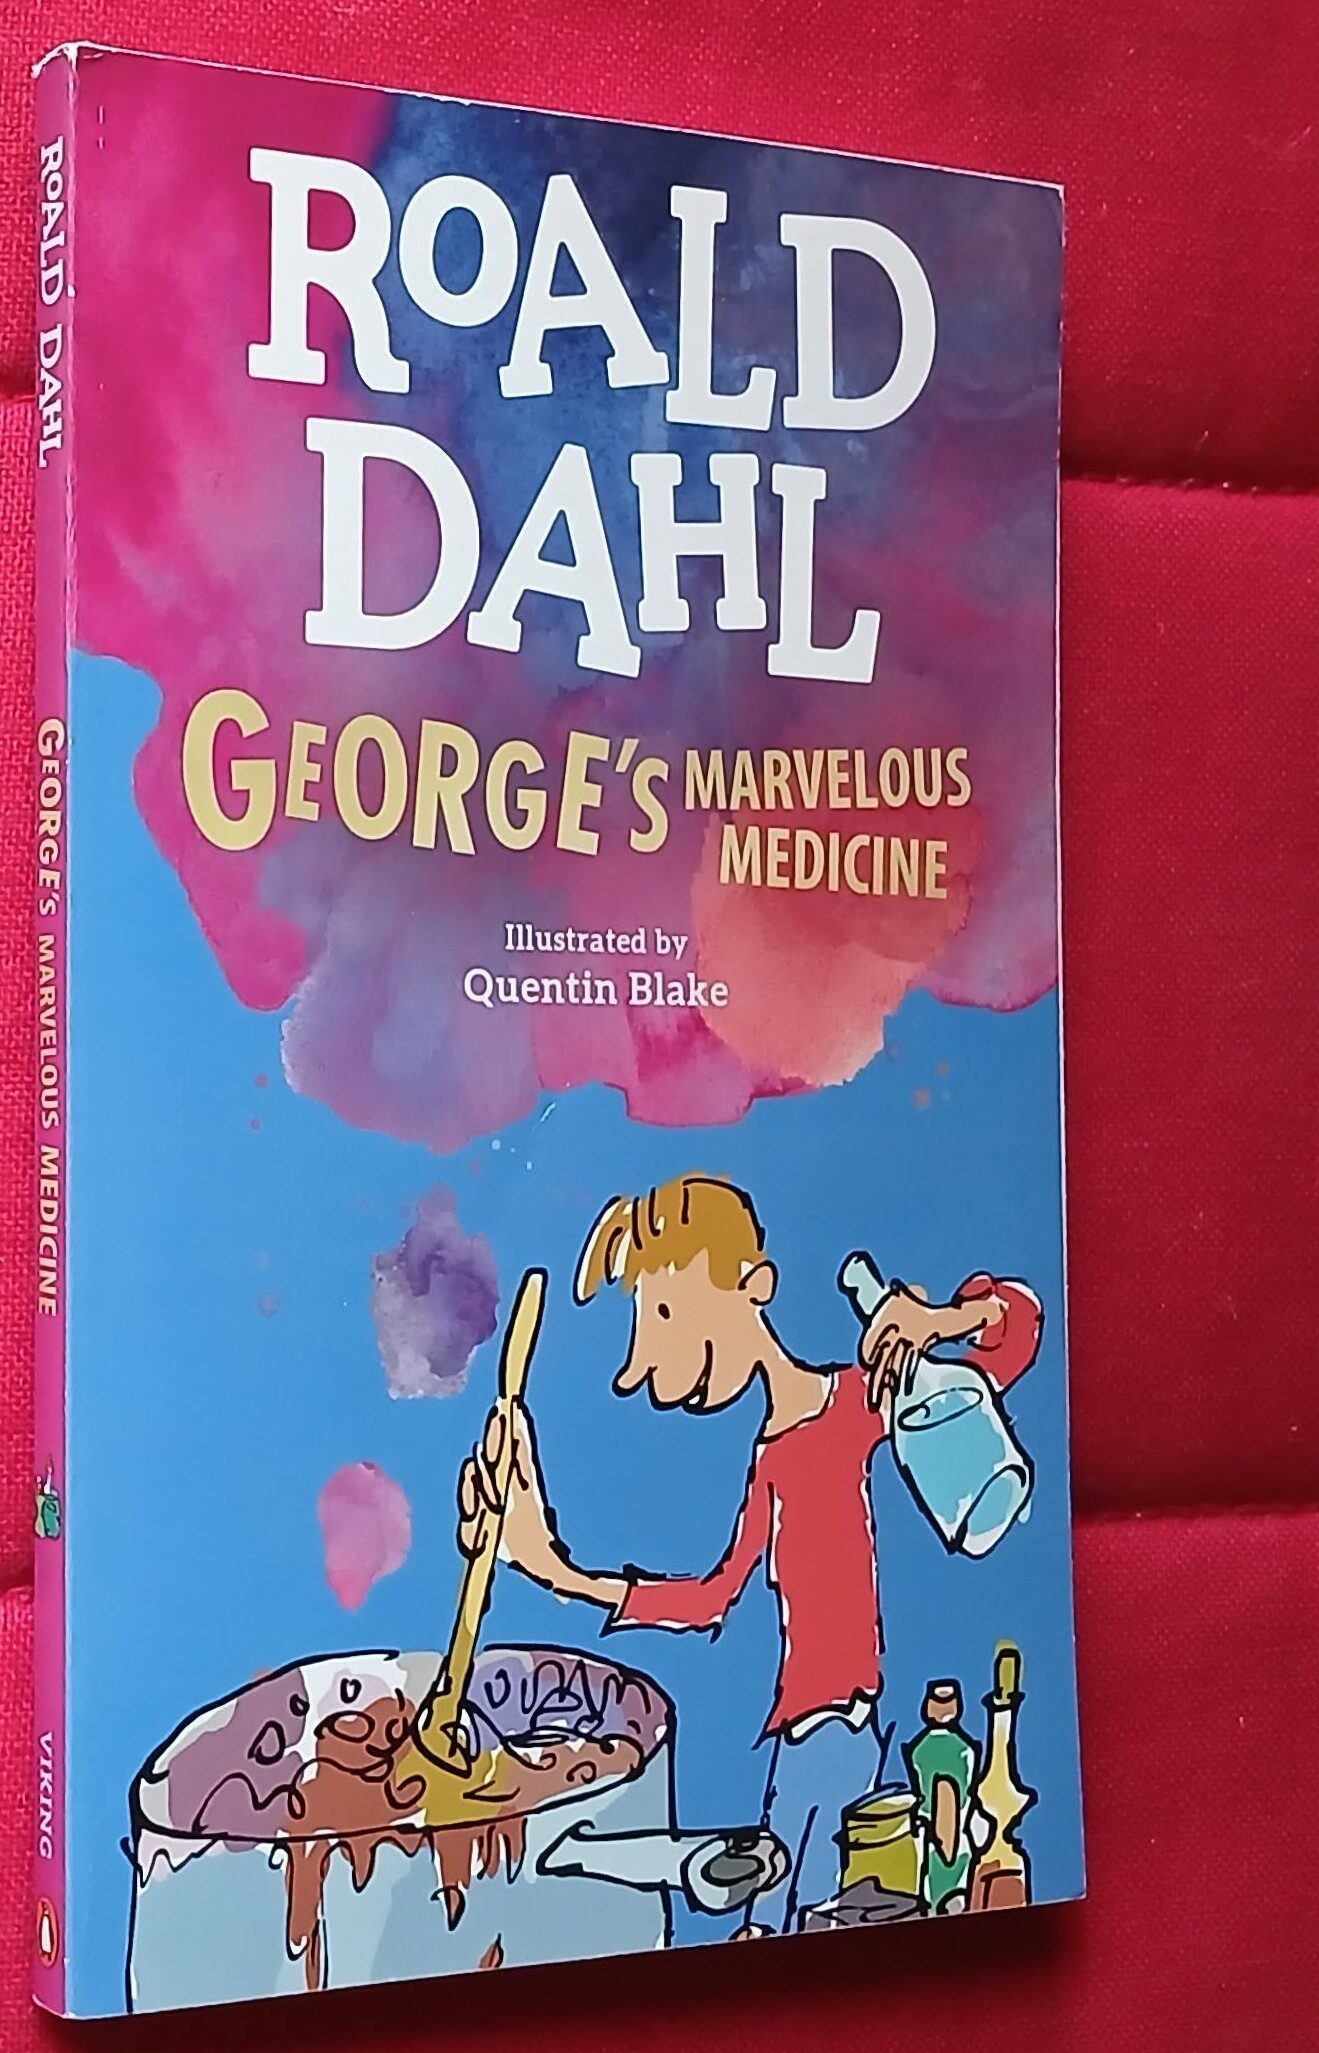 ROALD
DAHL
GEORGE'S MARVELOUS
MEDICINE
Illustrated by
Quentin Blake
ROALD DAHL GEORGE'S MARVELOUS MEDICINE VIKING